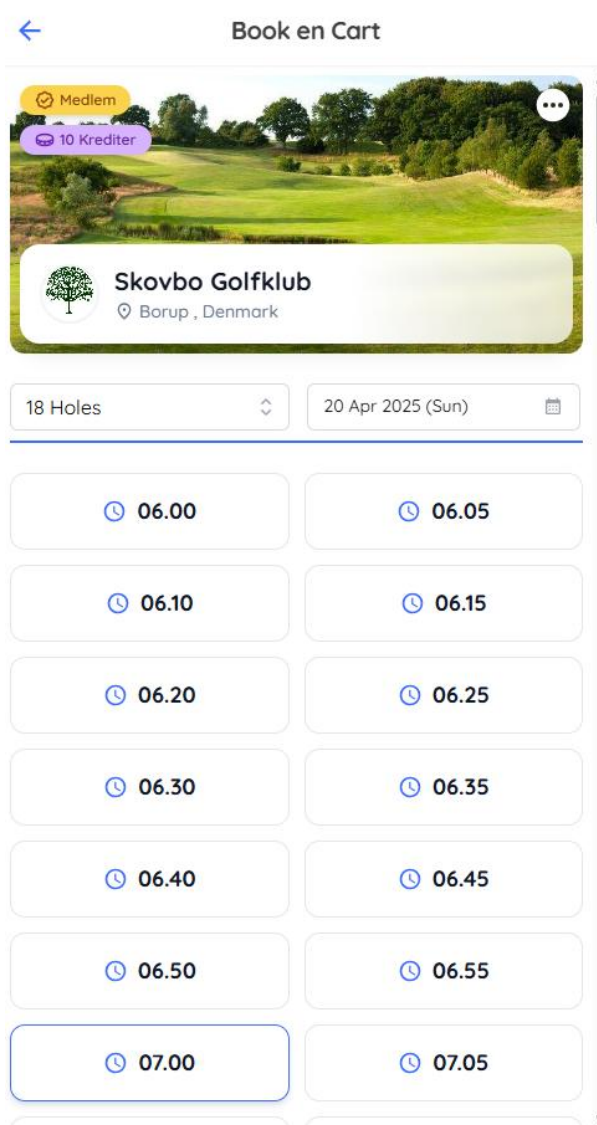 Book en Cart
Medlem
10 Krediter
Skovbo Golfklub
Borup , Denmark
18 Holes
20 Apr 2025 (Sun)
06.00
06.05
06.10
06.15
06.20
06.25
06.30
06.35
06.40
06.45
06.50
06.55
07.00
07.05